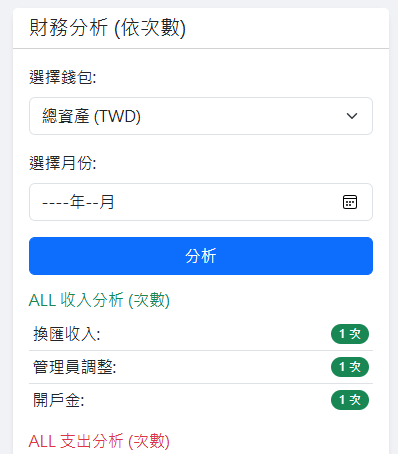 財務分析 (依次數)
選擇錢包:
總資產 (TWD)
選擇月份:
----年--月
分析
ALL 收入分析 (次數)
換匯收入: 1 次
管理員調整: 1 次
開戶金: 1 次
ALL 支出分析 (次數)